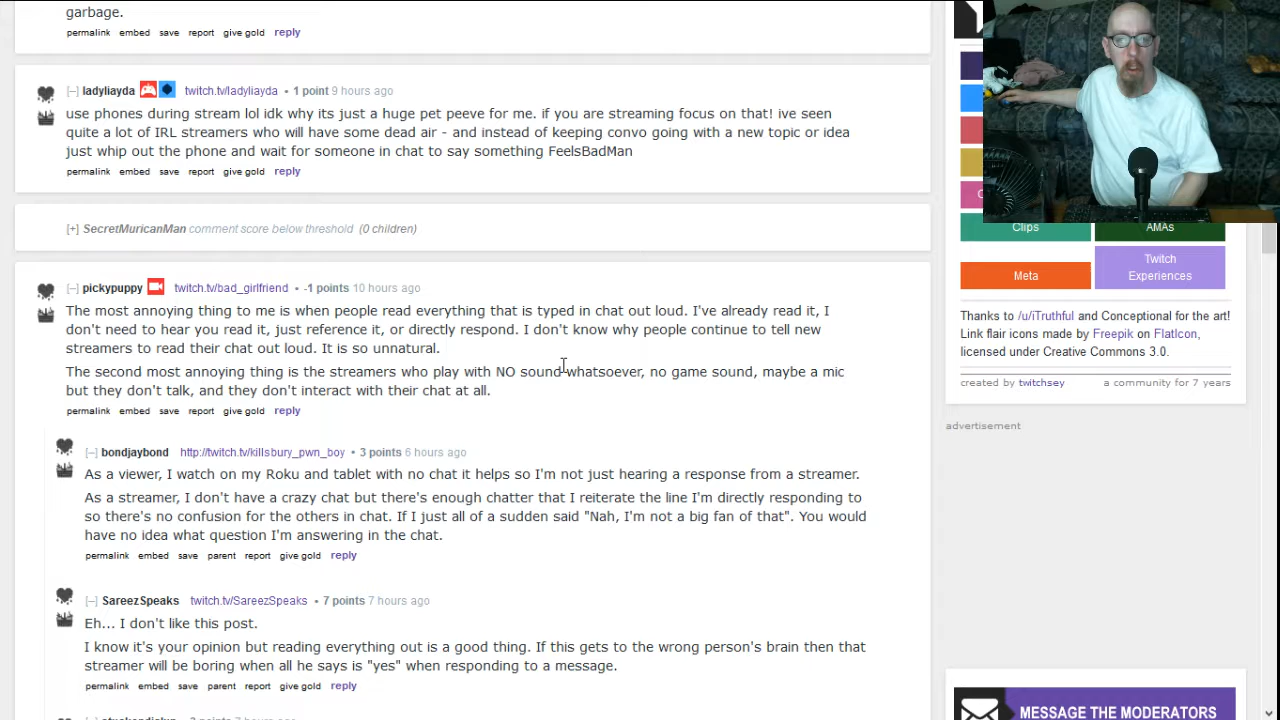 garbage.
permalink embed save report give gold reply
[–] ladyliayda twitch.tv/ladyliayda • 1 point 9 hours ago
use phones during stream lol idk why its just a huge pet peeve for me. if you are streaming focus on that! ive seen
quite a lot of IRL streamers who will have some dead air - and instead of keeping convo going with a new topic or idea
just whip out the phone and wait for someone in chat to say something FeelsBadMan
permalink embed save report give gold reply
[+] SecretMuricanMan comment score below threshold (0 children)
[–] pickypuppy twitch.tv/bad_girlfriend • -1 points 10 hours ago
The most annoying thing to me is when people read everything that is typed in chat out loud. I've already read it, I
don't need to hear you read it, just reference it, or directly respond. I don't know why people continue to tell new
streamers to read their chat out loud. It is so unnatural.
The second most annoying thing is the streamers who play with NO sound whatsoever, no game sound, maybe a mic
but they don't talk, and they don't interact with their chat at all.
permalink embed save report give gold reply
[–] bondjaybond http://twitch.tv/killsbury_pwn_boy • 3 points 6 hours ago
As a viewer, I watch on my Roku and tablet with no chat it helps so I'm not just hearing a response from a streamer.
As a streamer, I don't have a crazy chat but there's enough chatter that I reiterate the line I'm directly responding to
so there's no confusion for the others in chat. If I just all of a sudden said "Nah, I'm not a big fan of that". You would
have no idea what question I'm answering in the chat.
permalink embed save parent report give gold reply
[–] SareezSpeaks twitch.tv/SareezSpeaks • 7 points 7 hours ago
Eh... I don't like this post.
I know it's your opinion but reading everything out is a good thing. If this gets to the wrong person's brain then that
streamer will be boring when all he says is "yes" when responding to a message.
permalink embed save parent report give gold reply
Clips
AMAs
Meta
Twitch
Experiences
Thanks to /u/iTruthful and Conceptional for the art!
Link flair icons made by Freepik on FlatIcon,
licensed under Creative Commons 3.0.
created by twitchsey a community for 7 years
advertisement
MESSAGE THE MODERATORS